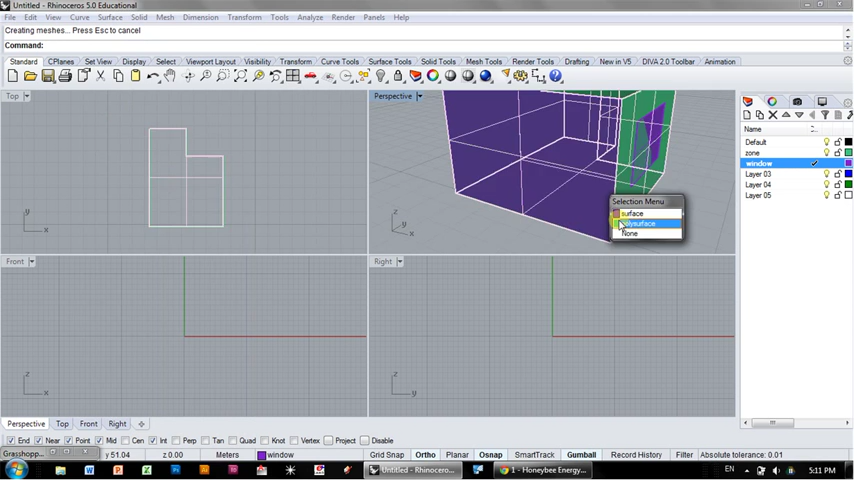 Untitled - Rhinoceros 5.0 Educational
File Edit View Curve Surface Solid Mesh Dimension Transform Tools Analyze Render Panels Help
Creating meshes... Press Esc to cancel
Command:
Standard CPlanes Set View Display Select Viewport Layout Visibility Transform Curve Tools Surface Tools Solid Tools Mesh Tools Render Tools Drafting New in V5 DIVA 2.0 Toolbar Animation
Top
y
x
Perspective
z
y
x
Selection Menu
surface
polysurface
None
Name
Default
zone
window
Layer 03
Layer 04
Layer 05
Front
z
x
Right
z
y
Perspective Top Front Right
End Near Point Mid Cen Int Perp Tan Quad Knot Vertex Project Disable
Grasshopp... y 51.04 z 0.00 Meters window Grid Snap Ortho Planar Osnap SmartTrack Gumball Record History Filter Absolute tolerance: 0.01
Untitled - Rhinocero... 1 - Honeybee Energy... EN 5:11 PM